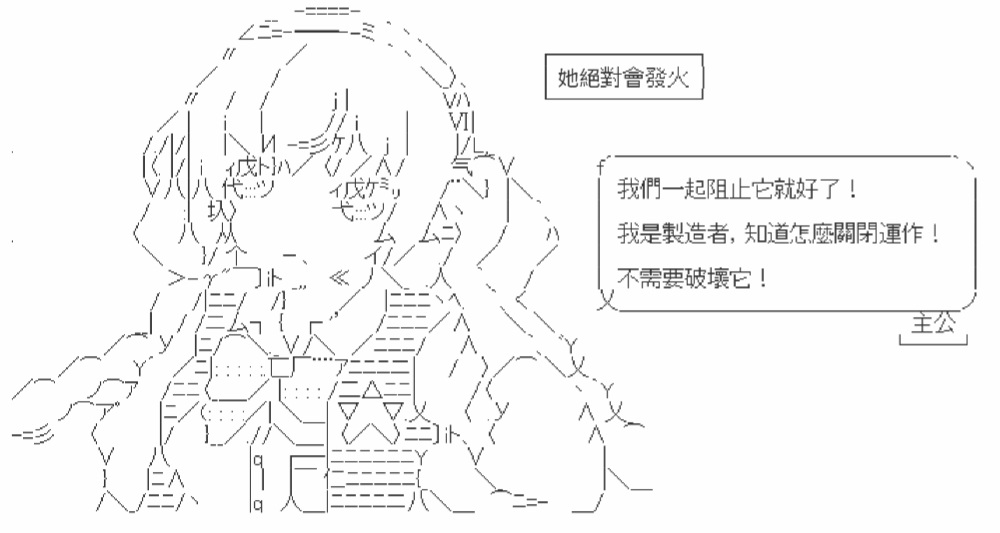 她絕對會發火
我們一起阻止它就好了！
我是製造者，知道怎麼關閉運作！
不需要破壞它！
主公